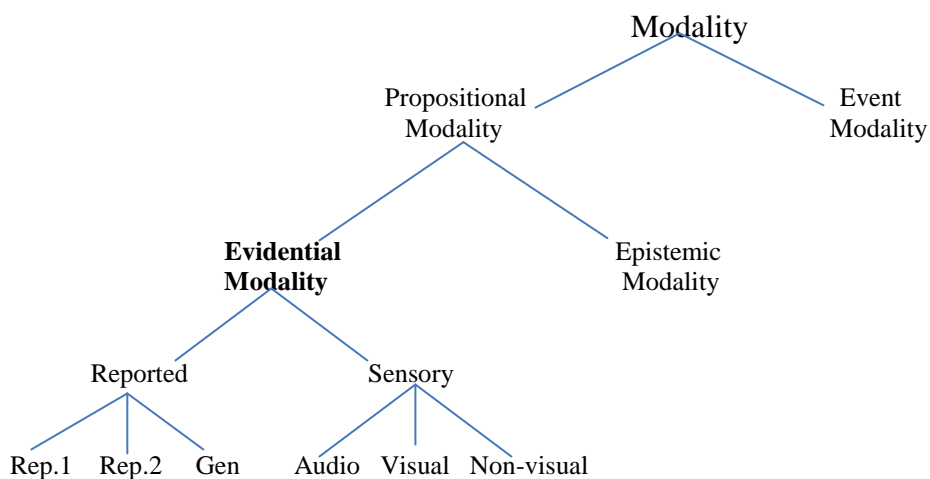 Modality
Propositional
Modality
Event
Modality
Evidential
Modality
Epistemic
Modality
Reported
Sensory
Rep.1 Rep.2 Gen Audio Visual Non-visual